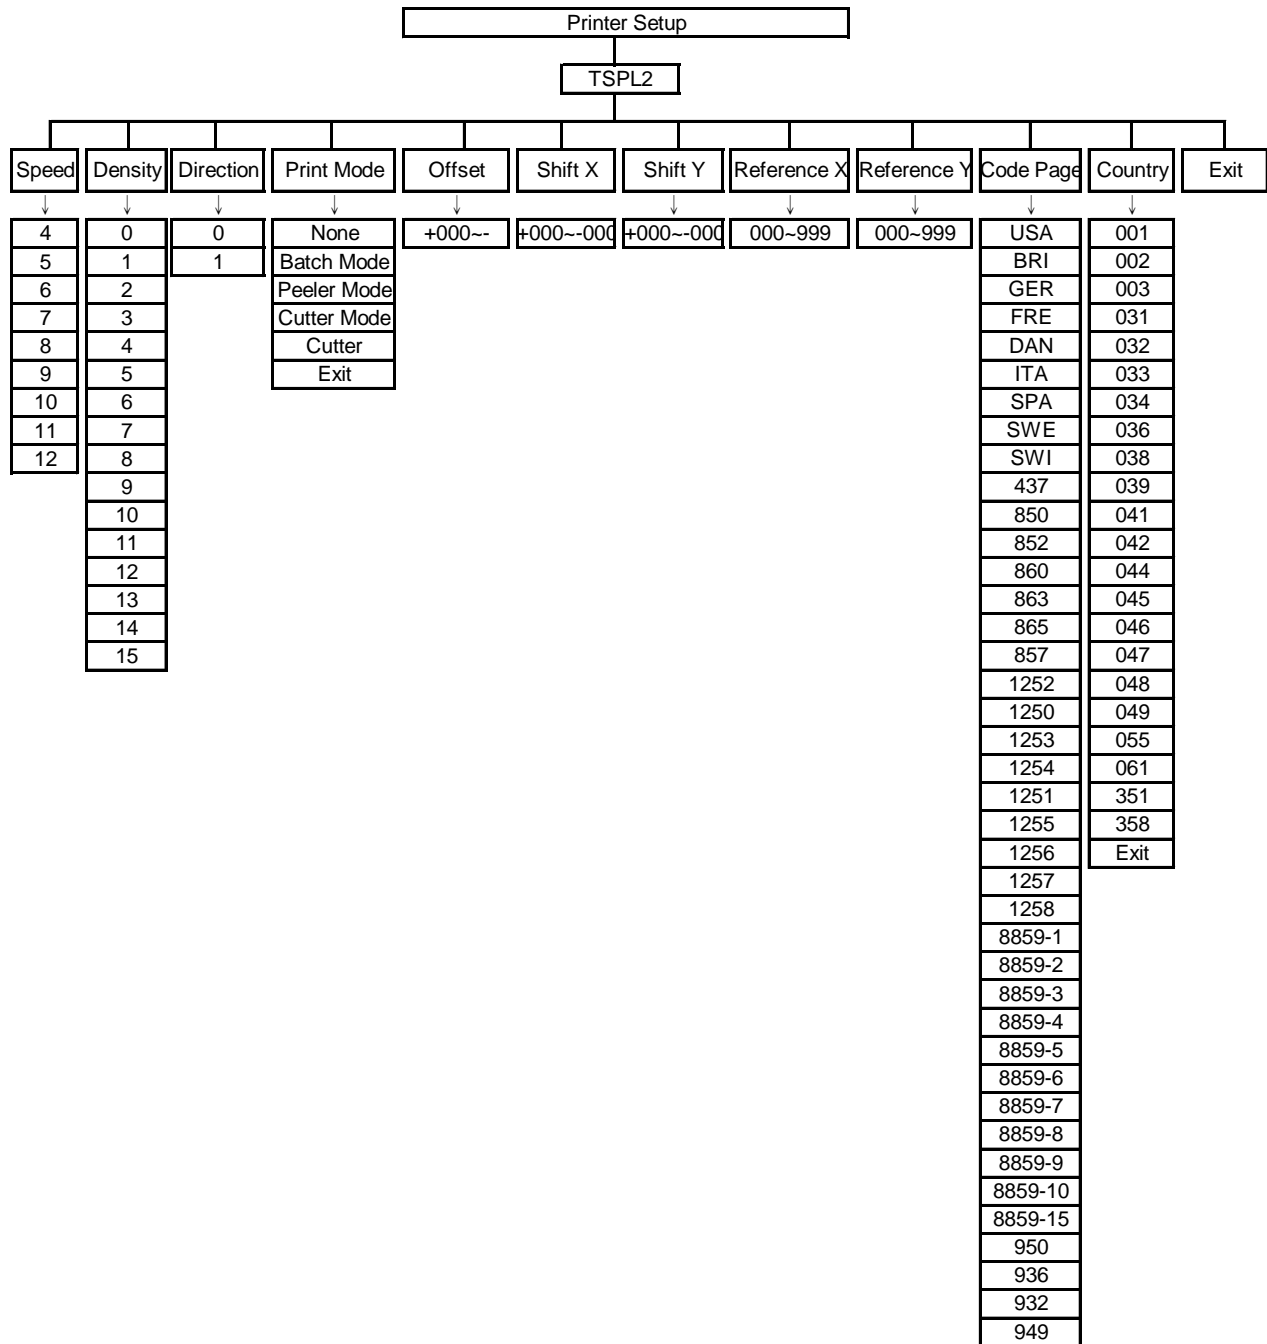 Printer Setup
TSPL2
Speed Density Direction Print Mode Offset Shift X Shift Y Reference X Reference Y Code Page Country Exit
4 0 0 None +000~- +000~-000 +000~-000 000~999 000~999 USA 001
5 1 1 Batch Mode BRI 002
6 2 Peeler Mode GER 003
7 3 Cutter Mode FRE 031
8 4 Cutter DAN 032
9 5 Exit ITA 033
10 6 SPA 034
11 7 SWE 036
12 8 SWI 038
9 437 039
10 850 041
11 852 042
12 860 044
13 863 045
14 865 046
15 857 047
1252 048
1250 049
1253 055
1254 061
1251 351
1255 358
1256 Exit
1257
1258
8859-1
8859-2
8859-3
8859-4
8859-5
8859-6
8859-7
8859-8
8859-9
8859-10
8859-15
950
936
932
949